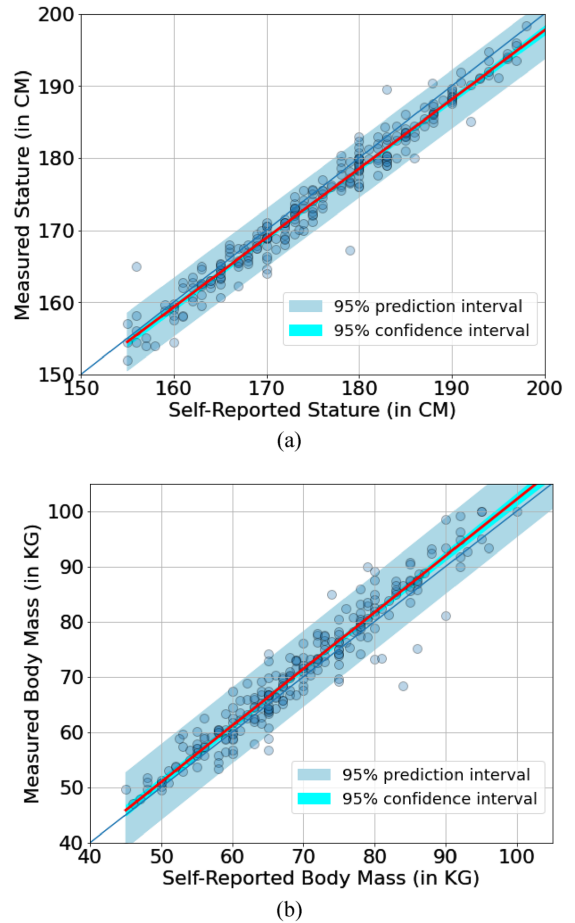 200
190
180
170
160
150
Measured Stature (in CM)
95% prediction interval
95% confidence interval
150 160 170 180 190 200
Self-Reported Stature (in CM)
(a)
100
90
80
70
60
50
40
Measured Body Mass (in KG)
95% prediction interval
95% confidence interval
40 50 60 70 80 90 100
Self-Reported Body Mass (in KG)
(b)